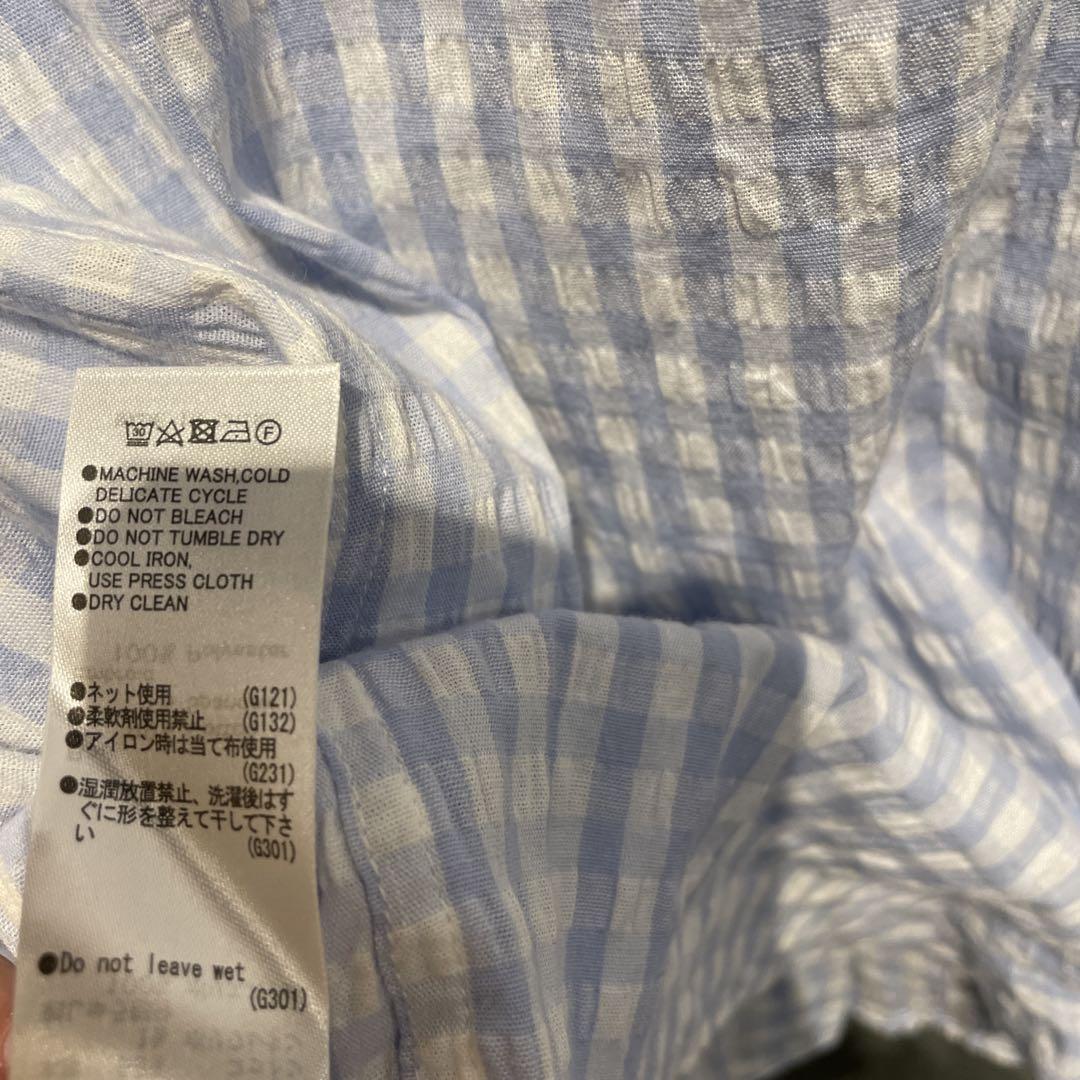 30 F
●MACHINE WASH,COLD
DELICATE CYCLE
●DO NOT BLEACH
●DO NOT TUMBLE DRY
●COOL IRON,
USE PRESS CLOTH
●DRY CLEAN
100% Polyester
●ネット使用 (G121)
●柔軟剤使用禁止 (G132)
●アイロン時は当て布使用
(G231)
●湿潤放置禁止、洗濯後はす
ぐに形を整えて干して下さ
い
(G301)
●Do not leave wet
(G301)